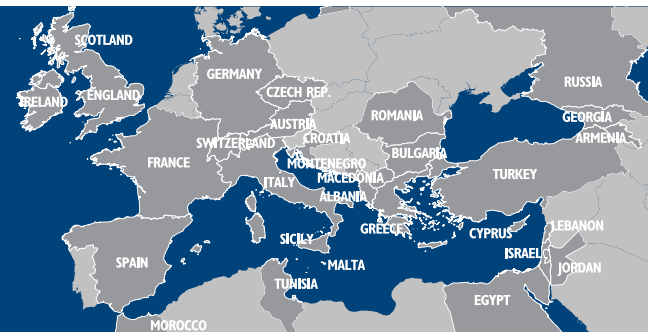 SCOTLAND
GERMANY
RUSSIA
CZECH REP.
IRELAND
ENGLAND
ROMANIA
GEORGIA
AUSTRIA
ARMENIA
CROATIA
SWITZERLAND
BULGARIA
FRANCE
MONTENEGRO
TURKEY
MACEDONIA
ITALY
ALBANIA
LEBANON
GREECE
CYPRUS
SICILY
ISRAEL
SPAIN
MALTA
JORDAN
TUNISIA
EGYPT
MOROCCO